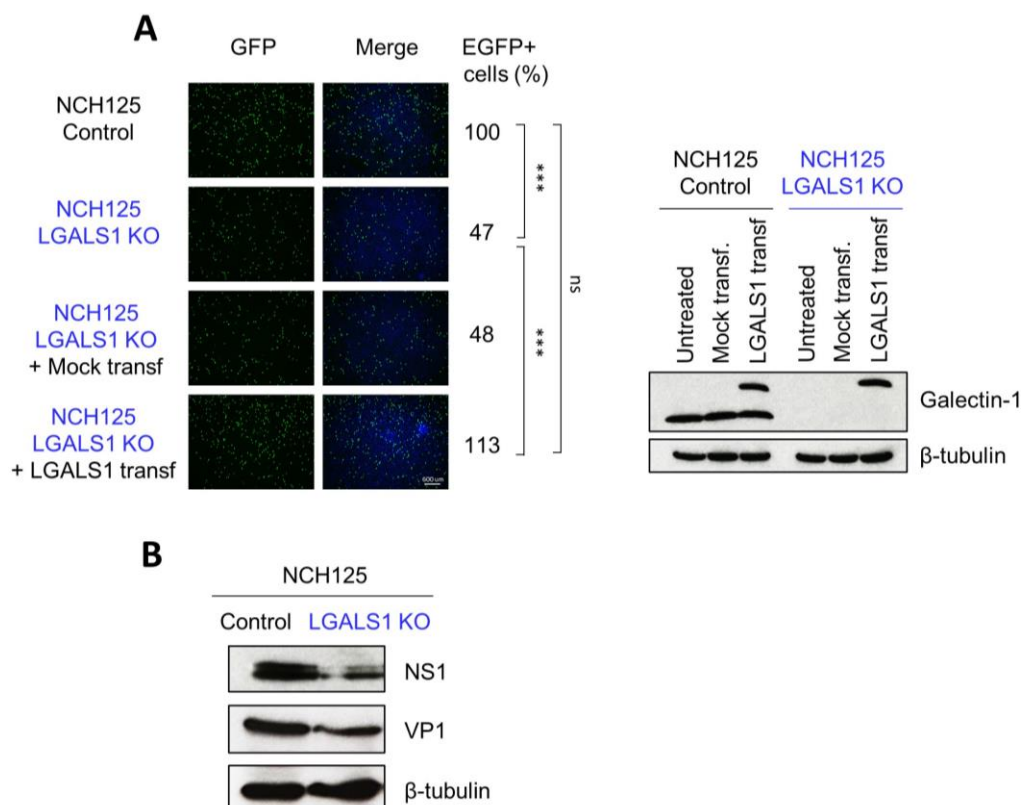 A
GFP
Merge
EGFP+
cells (%)
NCH125
Control
100
NCH125
LGALS1 KO
47
NCH125
LGALS1 KO
+ Mock transf
48
NCH125
LGALS1 KO
+ LGALS1 transf
113
***
***
ns
600 um
NCH125
Control
NCH125
LGALS1 KO
Untreated
Mock transf.
LGALS1 transf
Untreated
Mock transf.
LGALS1 transf
Galectin-1
β-tubulin
B
NCH125
Control
LGALS1 KO
NS1
VP1
β-tubulin